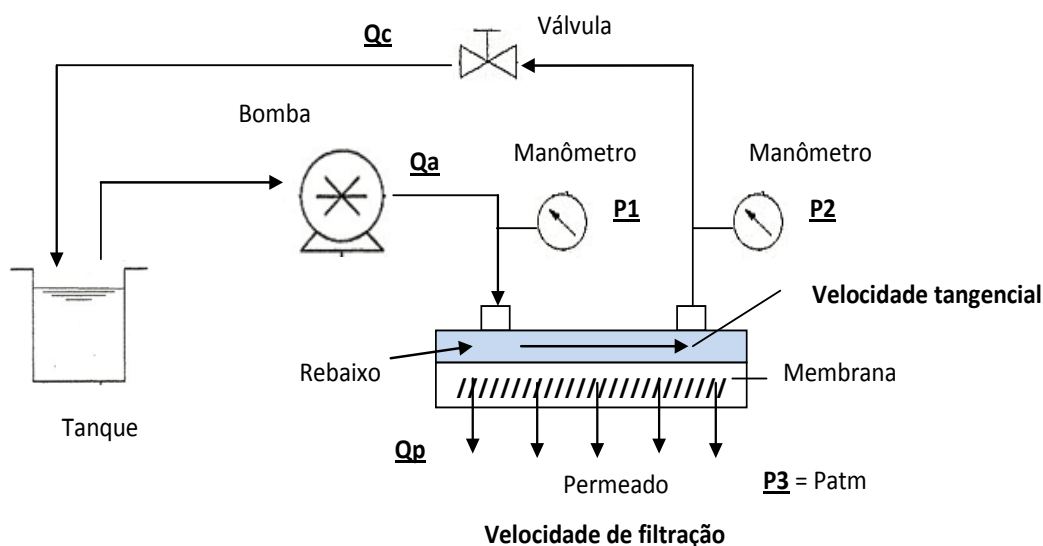 Qc
Válvula
Bomba
Qa
Manômetro
P1
Manômetro
P2
Velocidade tangencial
Rebaixo
Membrana
Tanque
Qp
Permeado
P3 = Patm
Velocidade de filtração